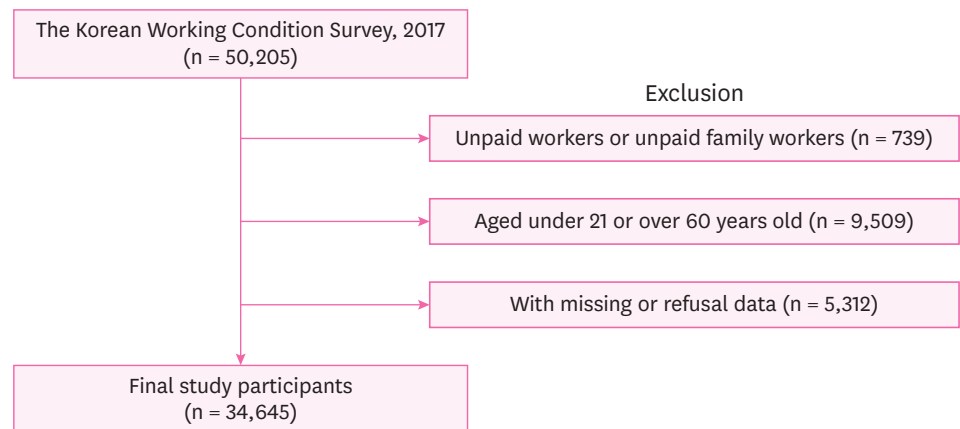 The Korean Working Condition Survey, 2017
(n = 50,205)
Exclusion
Unpaid workers or unpaid family workers (n = 739)
Aged under 21 or over 60 years old (n = 9,509)
With missing or refusal data (n = 5,312)
Final study participants
(n = 34,645)